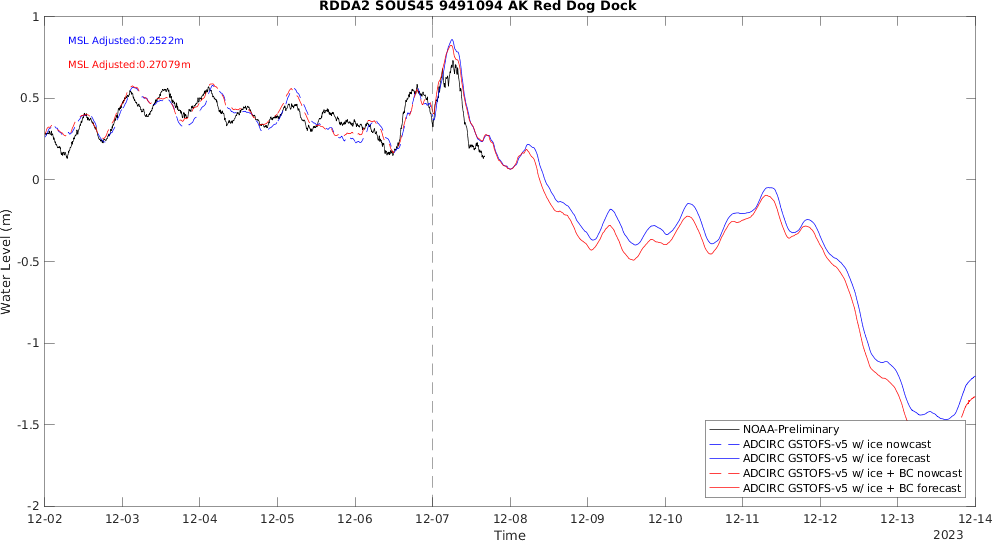 RDDA2 SOUS45 9491094 AK Red Dog Dock
MSL Adjusted:0.2522m
MSL Adjusted:0.27079m
1
0.5
0
-0.5
-1
-1.5
-2
Water Level (m)
12-02 12-03 12-04 12-05 12-06 12-07 12-08 12-09 12-10 12-11 12-12 12-13 12-14
Time
2023
NOAA-Preliminary
ADCIRC GSTOFS-v5 w/ ice nowcast
ADCIRC GSTOFS-v5 w/ ice forecast
ADCIRC GSTOFS-v5 w/ ice + BC nowcast
ADCIRC GSTOFS-v5 w/ ice + BC forecast